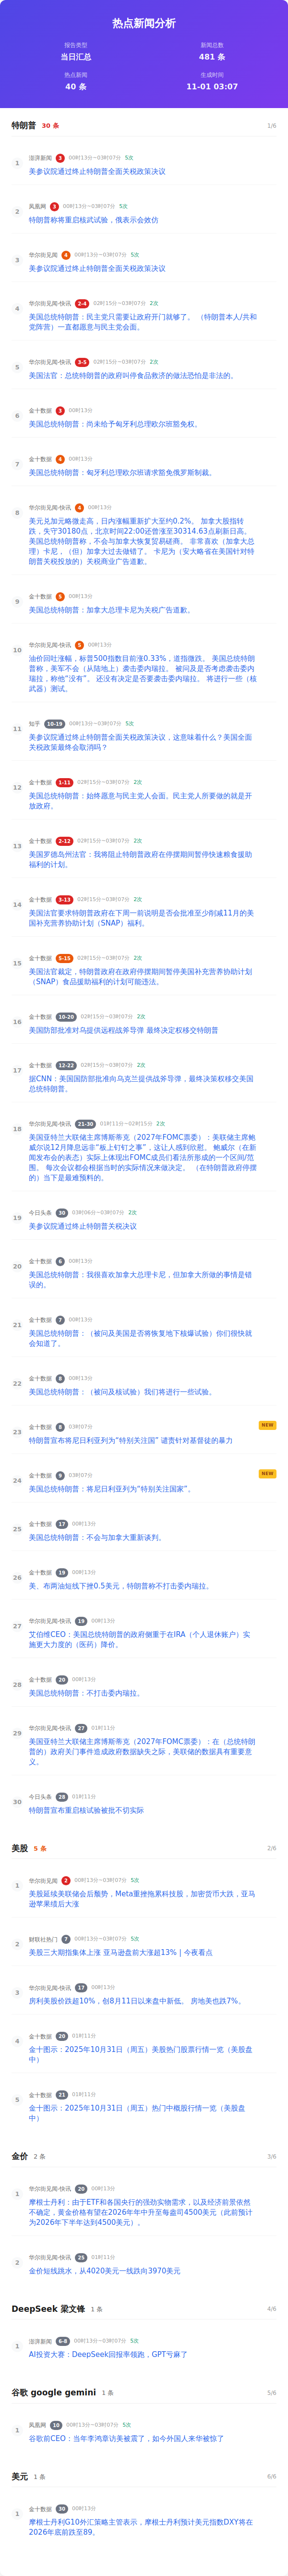 热点新闻分析
报告类型
当日汇总
新闻总数
481 条
热点新闻
40 条
生成时间
11-01 03:07
特朗普 30 条 1/6
1
澎湃新闻 3 00时13分~03时07分 5次
美参议院通过终止特朗普全面关税政策决议
2
凤凰网 3 00时13分~03时07分 5次
特朗普称将重启核武试验，俄表示会效仿
3
华尔街见闻 4 00时13分~03时07分 5次
美参议院通过终止特朗普全面关税政策决议
4
华尔街见闻-快讯 2-4 02时15分~03时07分 2次
美国总统特朗普：民主党只需要让政府开门就够了。 （特朗普本人/共和
党阵营）一直都愿意与民主党会面。
5
华尔街见闻-快讯 3-5 02时15分~03时07分 2次
美国法官：总统特朗普的政府叫停食品救济的做法恐怕是非法的。
6
金十数据 3 00时13分
美国总统特朗普：尚未给予匈牙利总理欧尔班豁免权。
7
金十数据 4 00时13分
美国总统特朗普：匈牙利总理欧尔班请求豁免俄罗斯制裁。
8
华尔街见闻-快讯 4 00时13分
美元兑加元略微走高，日内涨幅重新扩大至约0.2%。 加拿大股指转
跌，失守30180点，北京时间22:00还曾涨至30314.63点刷新日高。
美国总统特朗普称，不会与加拿大恢复贸易磋商。 非常喜欢（加拿大总
理）卡尼，（但）加拿大过去做错了。 卡尼为（安大略省在美国针对特
朗普关税投放的）关税商业广告道歉。
9
金十数据 5 00时13分
美国总统特朗普：加拿大总理卡尼为关税广告道歉。
10
华尔街见闻-快讯 5 00时13分
油价回吐涨幅，标普500指数目前涨0.33%，道指微跌。 美国总统特朗
普称，美军不会（从陆地上）袭击委内瑞拉。 被问及是否考虑袭击委内
瑞拉，称他“没有”。 还没有决定是否要袭击委内瑞拉。 将进行一些（核
武器）测试。
11
知乎 10-19 00时13分~03时07分 5次
美参议院通过终止特朗普全面关税政策决议，这意味着什么？美国全面
关税政策最终会取消吗？
12
金十数据 1-11 02时15分~03时07分 2次
美国总统特朗普：始终愿意与民主党人会面。民主党人所要做的就是开
放政府。
13
金十数据 2-12 02时15分~03时07分 2次
美国罗德岛州法官：我将阻止特朗普政府在停摆期间暂停快速粮食援助
福利的计划。
14
金十数据 3-13 02时15分~03时07分 2次
美国法官要求特朗普政府在下周一前说明是否会批准至少削减11月的美
国补充营养协助计划（SNAP）福利。
15
金十数据 5-15 02时15分~03时07分 2次
美国法官裁定，特朗普政府在政府停摆期间暂停美国补充营养协助计划
（SNAP）食品援助福利的计划可能违法。
16
金十数据 10-20 02时15分~03时07分 2次
美国防部批准对乌提供远程战斧导弹 最终决定权移交特朗普
17
金十数据 12-22 02时15分~03时07分 2次
据CNN：美国国防部批准向乌克兰提供战斧导弹，最终决策权移交美国
总统特朗普。
18
华尔街见闻-快讯 21-30 01时11分~02时15分 2次
美国亚特兰大联储主席博斯蒂克（2027年FOMC票委）：美联储主席鲍
威尔说12月降息远非“板上钉钉之事”，这让人感到欣慰。 鲍威尔（在新
闻发布会的表态）实际上体现出FOMC成员们看法所形成的一个区间/范
围。 每次会议都会根据当时的实际情况来做决定。 （在特朗普政府停摆
的）当下是最难预料的。
19
今日头条 30 03时06分~03时07分 2次
美参议院通过终止特朗普关税决议
20
金十数据 6 00时13分
美国总统特朗普：我很喜欢加拿大总理卡尼，但加拿大所做的事情是错
误的。
21
金十数据 7 00时13分
美国总统特朗普：（被问及美国是否将恢复地下核爆试验）你们很快就
会知道了。
22
金十数据 8 00时13分
美国总统特朗普：（被问及核试验）我们将进行一些试验。
23
金十数据 8 03时07分 NEW
特朗普宣布将尼日利亚列为“特别关注国” 谴责针对基督徒的暴力
24
金十数据 9 03时07分 NEW
美国总统特朗普：将尼日利亚列为“特别关注国家”。
25
金十数据 17 00时13分
美国总统特朗普：不会与加拿大重新谈判。
26
金十数据 19 00时13分
美、布两油短线下挫0.5美元，特朗普称不打击委内瑞拉。
27
华尔街见闻-快讯 19 00时13分
艾伯维CEO：美国总统特朗普的政府侧重于在IRA（个人退休账户）实
施更大力度的（医药）降价。
28
金十数据 20 00时13分
美国总统特朗普：不打击委内瑞拉。
29
华尔街见闻-快讯 27 01时11分
美国亚特兰大联储主席博斯蒂克（2027年FOMC票委）：在（总统特朗
普的）政府关门事件造成政府数据缺失之际，美联储的数据具有重要意
义。
30
今日头条 28 01时11分
特朗普宣布重启核试验被批不切实际
美股 5 条 2/6
1
华尔街见闻 2 00时13分~03时07分 5次
美股延续美联储会后颓势，Meta重挫拖累科技股，加密货币大跌，亚马
逊苹果绩后大涨
2
财联社热门 7 00时13分~03时07分 5次
美股三大期指集体上涨 亚马逊盘前大涨超13% | 今夜看点
3
华尔街见闻-快讯 17 00时13分
房利美股价跌超10%，创8月11日以来盘中新低。 房地美也跌7%。
4
金十数据 20 01时11分
金十图示：2025年10月31日（周五）美股热门股票行情一览（美股盘
中）
5
金十数据 21 01时11分
金十图示：2025年10月31日（周五）热门中概股行情一览（美股盘
中）
金价 2 条 3/6
1
华尔街见闻-快讯 20 00时13分
摩根士丹利：由于ETF和各国央行的强劲实物需求，以及经济前景依然
不确定，黄金价格有望在2026年年中升至每盎司4500美元（此前预计
为2026年下半年达到4500美元）。
2
华尔街见闻-快讯 25 01时11分
金价短线跳水，从4020美元一线跌向3970美元
DeepSeek 梁文锋 1 条 4/6
1
澎湃新闻 6-8 00时13分~03时07分 5次
AI投资大赛：DeepSeek回报率领跑，GPT亏麻了
谷歌 google gemini 1 条 5/6
1
凤凰网 10 00时13分~03时07分 5次
谷歌前CEO：当年李鸿章访美被震了，如今外国人来华被惊了
美元 1 条 6/6
1
金十数据 30 00时13分
摩根士丹利G10外汇策略主管表示，摩根士丹利预计美元指数DXY将在
2026年底前跌至89。